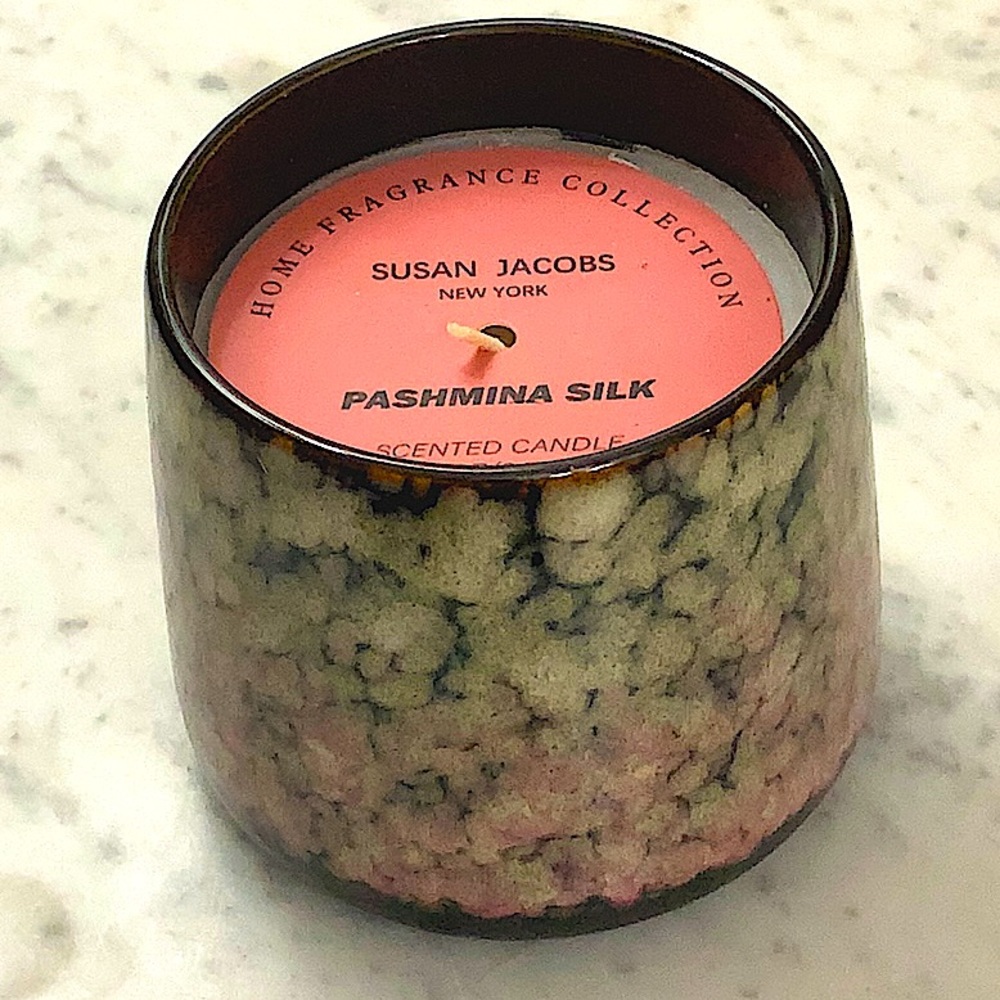 HOME FRAGRANCE COLLECTION
SUSAN JACOBS
NEW YORK
PASHMINA SILK
SCENTED CANDLE